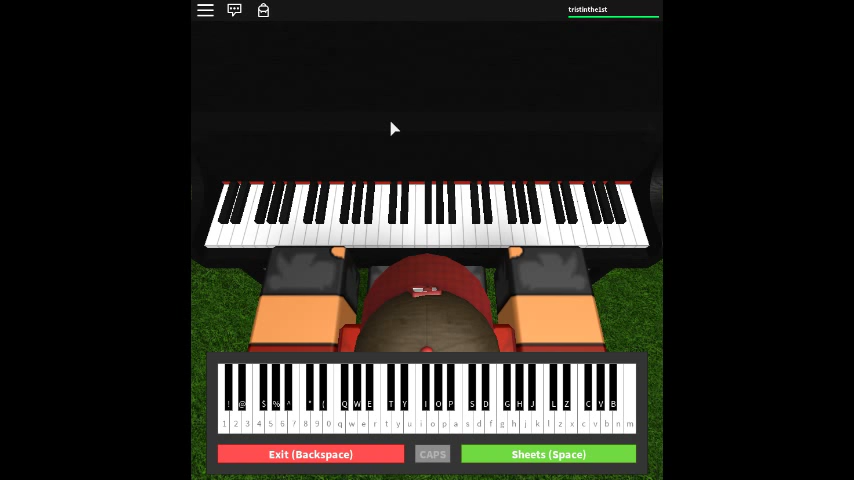 tristinthe1st
! @ $ % ^ * ( Q W E T Y I O P S D G H J L Z C V B
1 2 3 4 5 6 7 8 9 0 q w e r t y u i o p a s d f g h j k l z x c v b n m
Exit (Backspace) CAPS Sheets (Space)